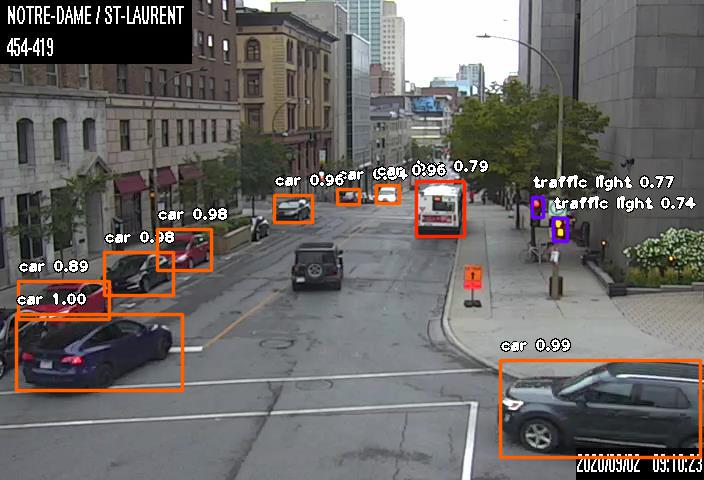 NOTRE-DAME / ST-LAURENT
454-419
car 0.96
car
car 0.96
0.79
traffic light 0.77
traffic light 0.74
car 0.98
car 0.98
car 0.89
car 1.00
car 0.99
2020/09/02 09:10:23